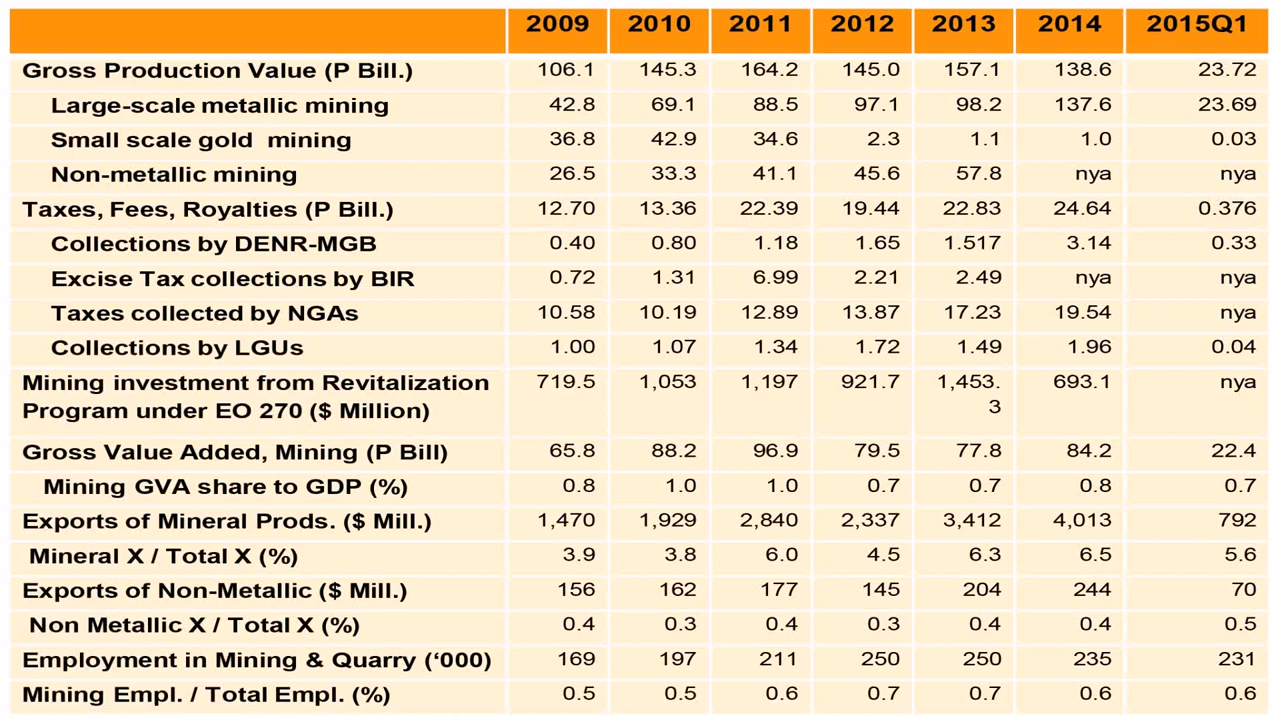 2009 2010 2011 2012 2013 2014 2015Q1
Gross Production Value (P Bill.) 106.1 145.3 164.2 145.0 157.1 138.6 23.72
Large-scale metallic mining 42.8 69.1 88.5 97.1 98.2 137.6 23.69
Small scale gold mining 36.8 42.9 34.6 2.3 1.1 1.0 0.03
Non-metallic mining 26.5 33.3 41.1 45.6 57.8 nya nya
Taxes, Fees, Royalties (P Bill.) 12.70 13.36 22.39 19.44 22.83 24.64 0.376
Collections by DENR-MGB 0.40 0.80 1.18 1.65 1.517 3.14 0.33
Excise Tax collections by BIR 0.72 1.31 6.99 2.21 2.49 nya nya
Taxes collected by NGAs 10.58 10.19 12.89 13.87 17.23 19.54 nya
Collections by LGUs 1.00 1.07 1.34 1.72 1.49 1.96 0.04
Mining investment from Revitalization 719.5 1,053 1,197 921.7 1,453. 693.1 nya
Program under EO 270 ($ Million) 3
Gross Value Added, Mining (P Bill) 65.8 88.2 96.9 79.5 77.8 84.2 22.4
Mining GVA share to GDP (%) 0.8 1.0 1.0 0.7 0.7 0.8 0.7
Exports of Mineral Prods. ($ Mill.) 1,470 1,929 2,840 2,337 3,412 4,013 792
Mineral X / Total X (%) 3.9 3.8 6.0 4.5 6.3 6.5 5.6
Exports of Non-Metallic ($ Mill.) 156 162 177 145 204 244 70
Non Metallic X / Total X (%) 0.4 0.3 0.4 0.3 0.4 0.4 0.5
Employment in Mining & Quarry (‘000) 169 197 211 250 250 235 231
Mining Empl. / Total Empl. (%) 0.5 0.5 0.6 0.7 0.7 0.6 0.6